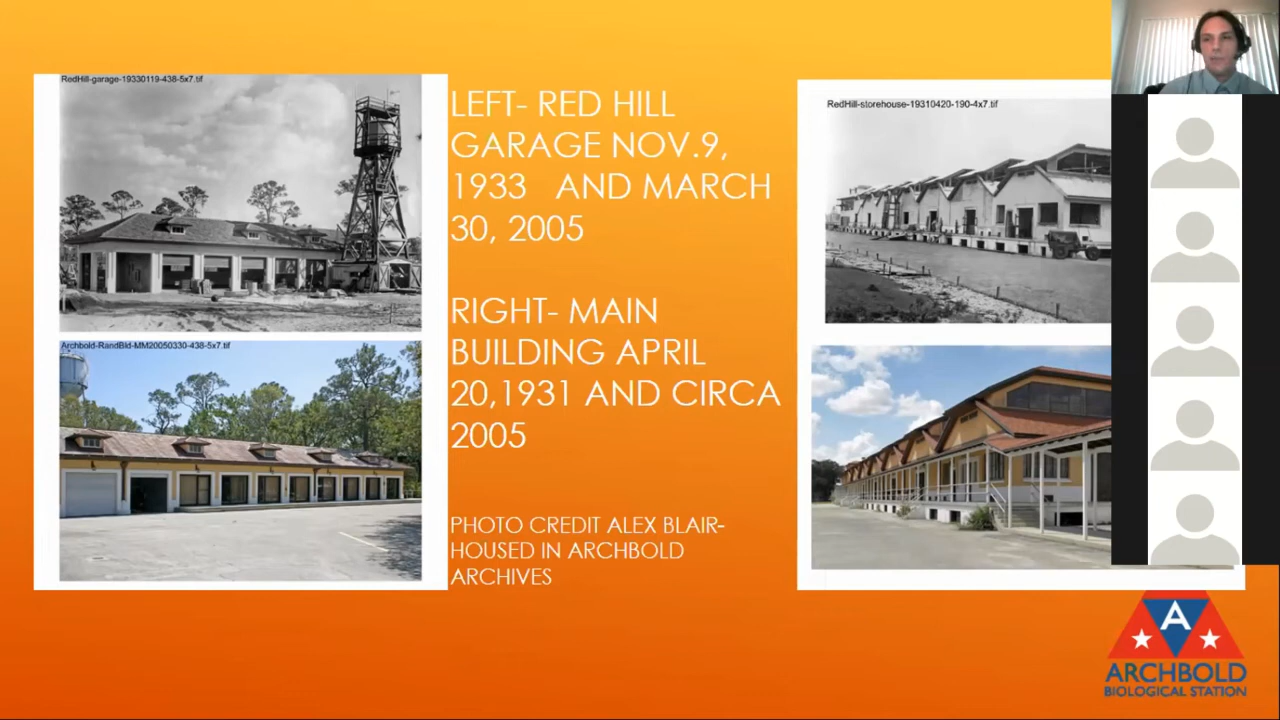 RedHill-garage-19330119-438-5x7.tif
Archbold-RandBld-MM20050330-438-5x7.tif
LEFT- RED HILL
GARAGE NOV.9,
1933 AND MARCH
30, 2005
RIGHT- MAIN
BUILDING APRIL
20,1931 AND CIRCA
2005
PHOTO CREDIT ALEX BLAIR-
HOUSED IN ARCHBOLD
ARCHIVES
RedHill-storehouse-19310420-190-4x7.tif
A
ARCHBOLD
BIOLOGICAL STATION